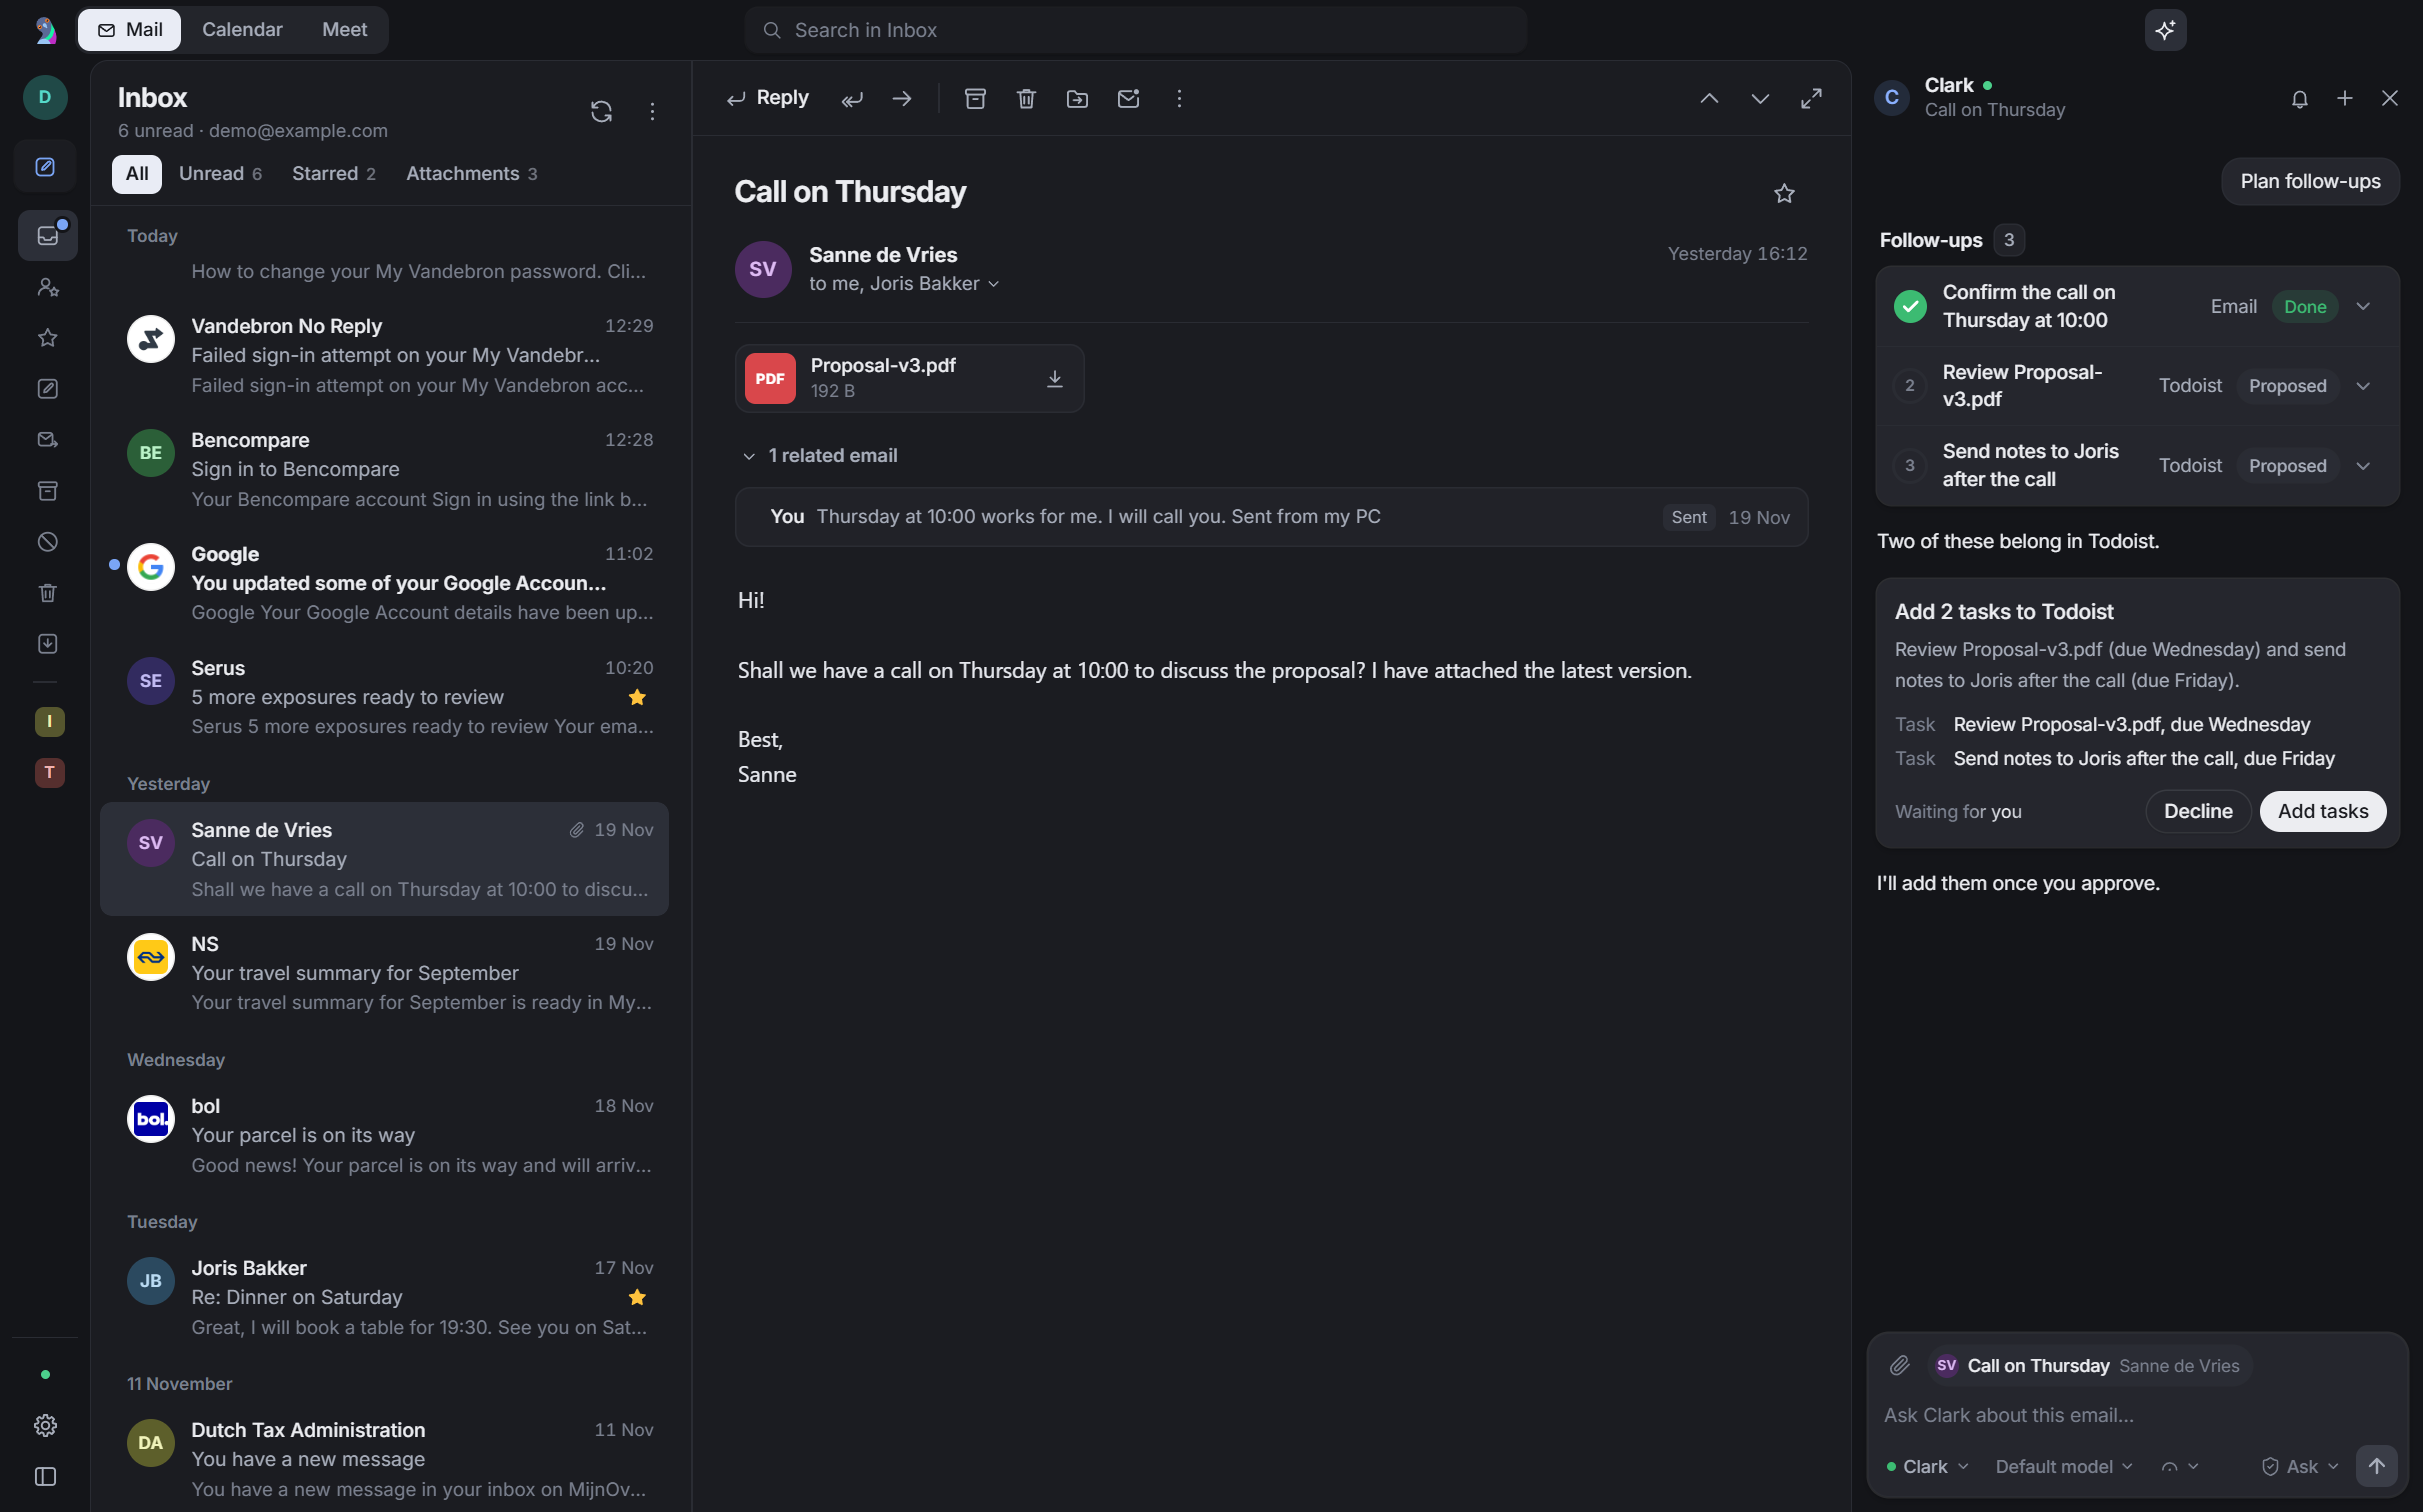 Mail
Calendar
Meet
Search in Inbox
D
Inbox
6 unread · demo@example.com
All
Unread 6
Starred 2
Attachments 3
Today
How to change your My Vandebron password. Cli...
Vandebron No Reply 12:29
Failed sign-in attempt on your My Vandebr...
Failed sign-in attempt on your My Vandebron acc...
BE
Bencompare 12:28
Sign in to Bencompare
Your Bencompare account Sign in using the link b...
Google 11:02
You updated some of your Google Accoun...
Google Your Google Account details have been up...
SE
Serus 10:20
5 more exposures ready to review
Serus 5 more exposures ready to review Your ema...
I
T
Yesterday
SV
Sanne de Vries 19 Nov
Call on Thursday
Shall we have a call on Thursday at 10:00 to discu...
NS 19 Nov
Your travel summary for September
Your travel summary for September is ready in My...
Wednesday
bol.
bol 18 Nov
Your parcel is on its way
Good news! Your parcel is on its way and will arriv...
Tuesday
JB
Joris Bakker 17 Nov
Re: Dinner on Saturday
Great, I will book a table for 19:30. See you on Sat...
11 November
DA
Dutch Tax Administration 11 Nov
You have a new message
You have a new message in your inbox on MijnOv...
Reply
Call on Thursday
SV
Sanne de Vries
Yesterday 16:12
to me, Joris Bakker
PDF
Proposal-v3.pdf
192 B
1 related email
You Thursday at 10:00 works for me. I will call you. Sent from my PC
Sent 19 Nov
Hi!
Shall we have a call on Thursday at 10:00 to discuss the proposal? I have attached the latest version.
Best,
Sanne
C
Clark
Call on Thursday
Plan follow-ups
Follow-ups 3
Confirm the call on
Thursday at 10:00
Email Done
2
Review Proposal-
v3.pdf
Todoist Proposed
3
Send notes to Joris
after the call
Todoist Proposed
Two of these belong in Todoist.
Add 2 tasks to Todoist
Review Proposal-v3.pdf (due Wednesday) and send
notes to Joris after the call (due Friday).
Task Review Proposal-v3.pdf, due Wednesday
Task Send notes to Joris after the call, due Friday
Waiting for you
Decline
Add tasks
I'll add them once you approve.
SV Call on Thursday Sanne de Vries
Ask Clark about this email...
Clark
Default model
Ask